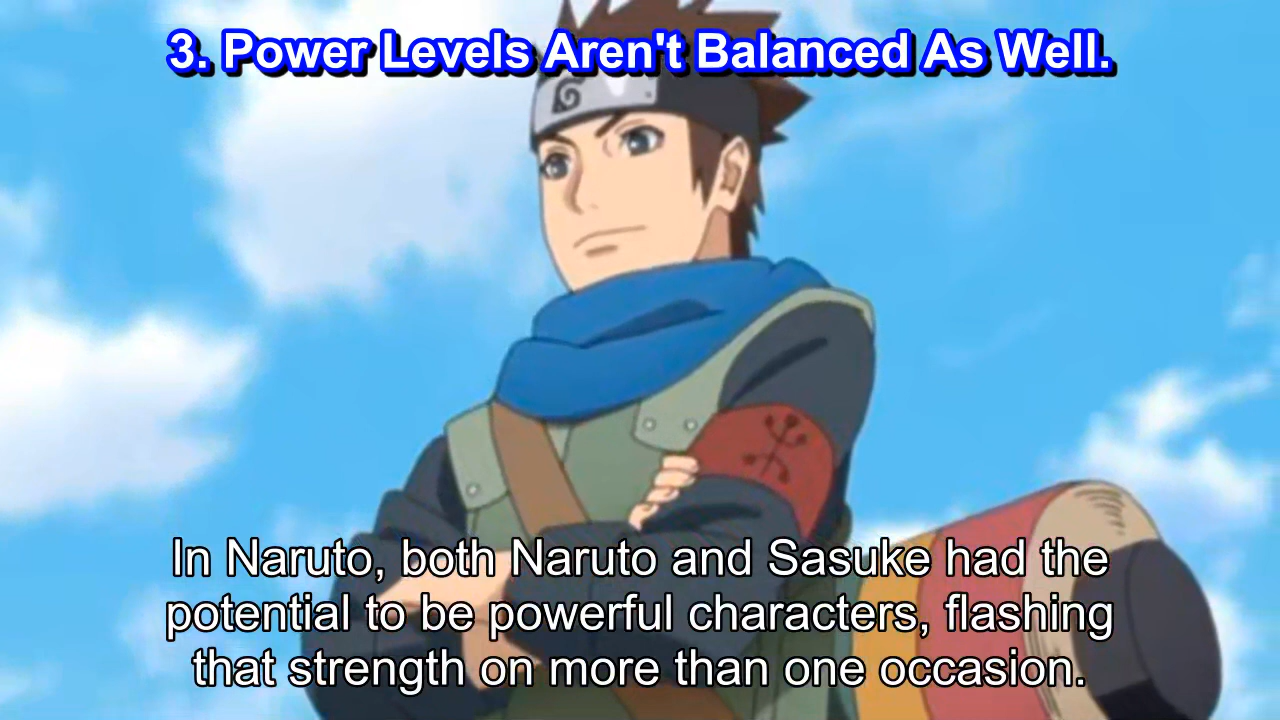 3. Power Levels Aren't Balanced As Well.
In Naruto, both Naruto and Sasuke had the
potential to be powerful characters, flashing
that strength on more than one occasion.